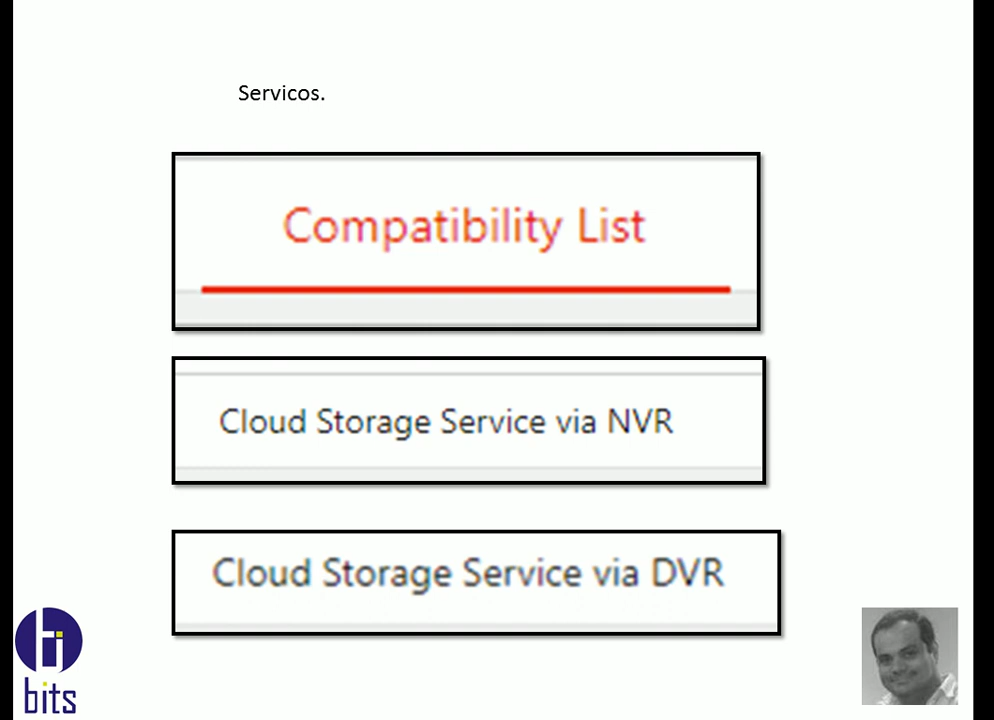 Servicos.
Compatibility List
Cloud Storage Service via NVR
Cloud Storage Service via DVR
bits